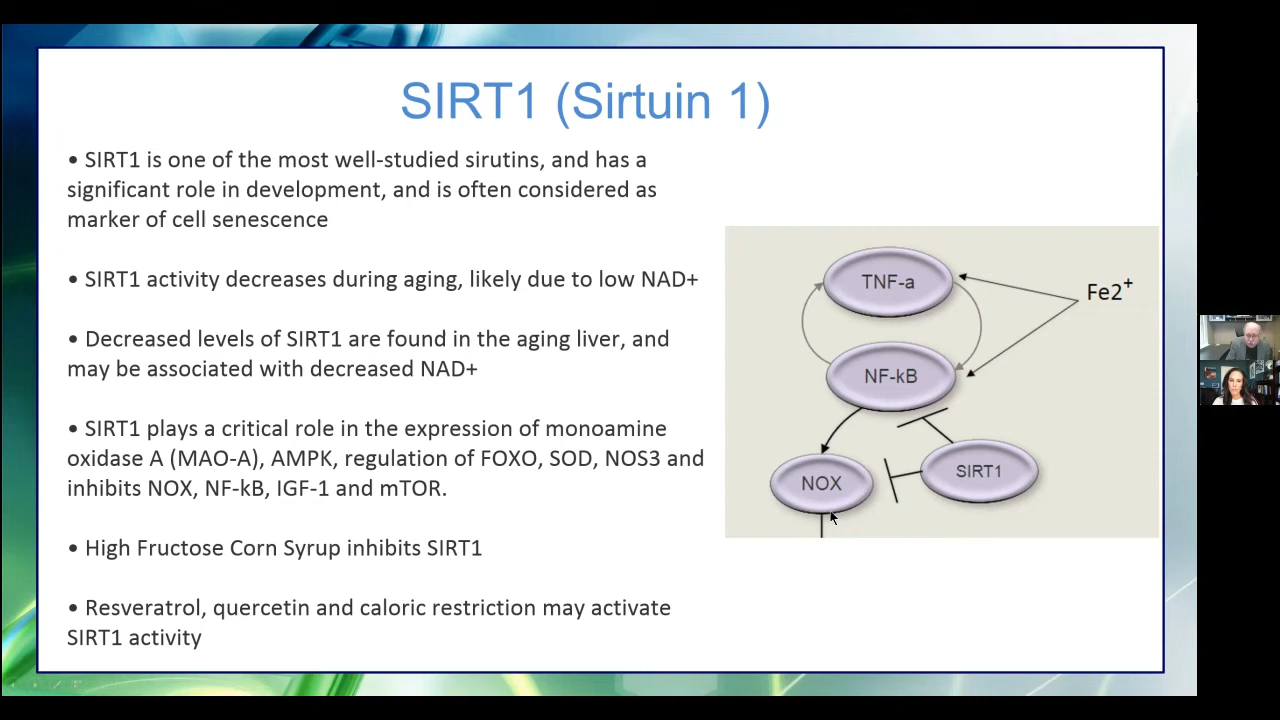 SIRT1 (Sirtuin 1)
• SIRT1 is one of the most well-studied sirutins, and has a
significant role in development, and is often considered as
marker of cell senescence
• SIRT1 activity decreases during aging, likely due to low NAD+
• Decreased levels of SIRT1 are found in the aging liver, and
may be associated with decreased NAD+
• SIRT1 plays a critical role in the expression of monoamine
oxidase A (MAO-A), AMPK, regulation of FOXO, SOD, NOS3 and
inhibits NOX, NF-kB, IGF-1 and mTOR.
• High Fructose Corn Syrup inhibits SIRT1
• Resveratrol, quercetin and caloric restriction may activate
SIRT1 activity
TNF-a
Fe2+
NF-kB
SIRT1
NOX